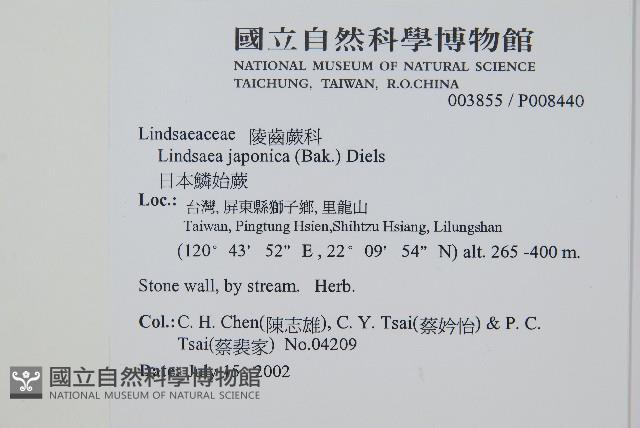 國立自然科學博物館
NATIONAL MUSEUM OF NATURAL SCIENCE
TAICHUNG, TAIWAN, R.O.CHINA
003855 / P008440
Lindsaeaceae 陵齒蕨科
Lindsaea japonica (Bak.) Diels
日本鱗始蕨
Loc.: 台灣, 屏東縣獅子鄉, 里龍山
Taiwan, Pingtung Hsien,Shihtzu Hsiang, Lilungshan
(120° 43’ 52” E , 22° 09’ 54” N) alt. 265 -400 m.
Stone wall, by stream. Herb.
Col.: C. H. Chen(陳志雄), C. Y. Tsai(蔡妗怡) & P. C.
Tsai(蔡裴家) No.04209
Date: July 15, 2002
國立自然科學博物館
NATIONAL MUSEUM OF NATURAL SCIENCE